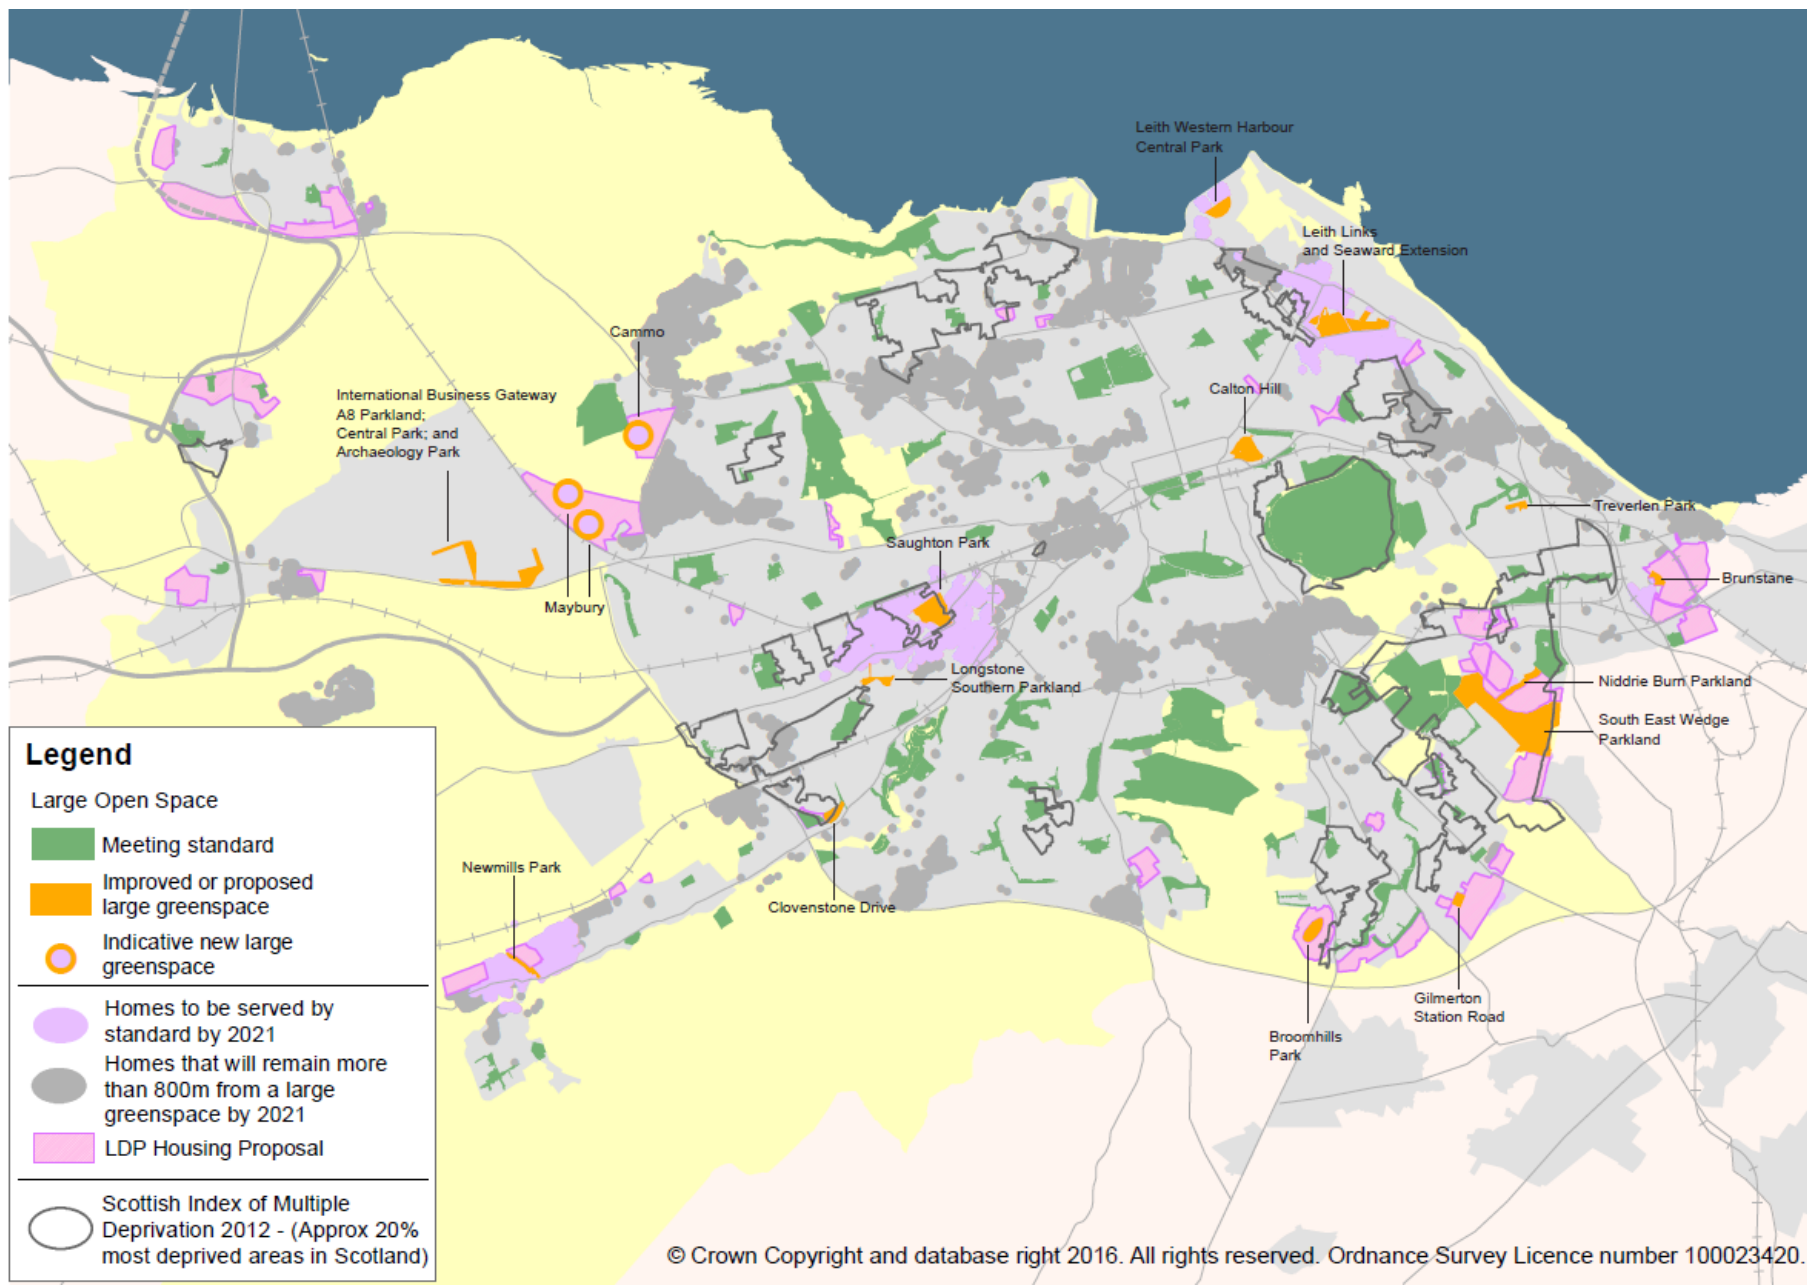 Leith Western Harbour
Central Park
Leith Links
and Seaward Extension
Cammo
International Business Gateway
A8 Parkland;
Central Park; and
Archaeology Park
Calton Hill
Treverlen Park
Saughton Park
Brunstane
Maybury
Longstone
Southern Parkland
Niddrie Burn Parkland
South East Wedge
Parkland
Newmills Park
Clovenstone Drive
Gilmerton
Station Road
Broomhills
Park
Legend
Large Open Space
Meeting standard
Improved or proposed
large greenspace
Indicative new large
greenspace
Homes to be served by
standard by 2021
Homes that will remain more
than 800m from a large
greenspace by 2021
LDP Housing Proposal
Scottish Index of Multiple
Deprivation 2012 - (Approx 20%
most deprived areas in Scotland)
© Crown Copyright and database right 2016. All rights reserved. Ordnance Survey Licence number 100023420.